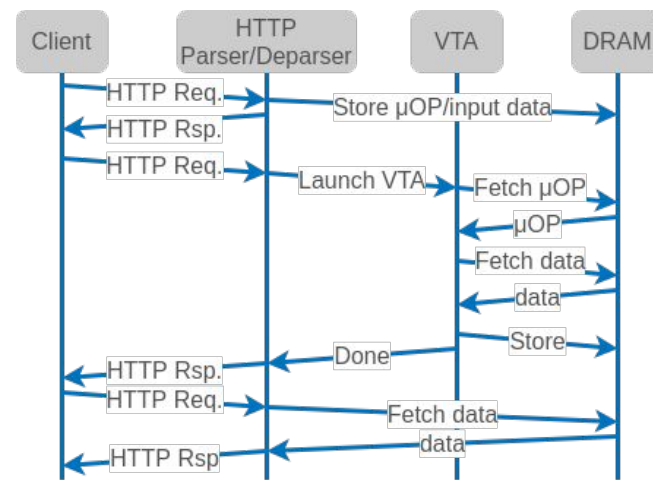 Client
HTTP
Parser/Deparser
VTA
DRAM
HTTP Req.
Store μOP/input data
HTTP Rsp.
HTTP Req.
Launch VTA
Fetch μOP
μOP
Fetch data
data
Store
Done
HTTP Rsp.
HTTP Req.
Fetch data
data
HTTP Rsp